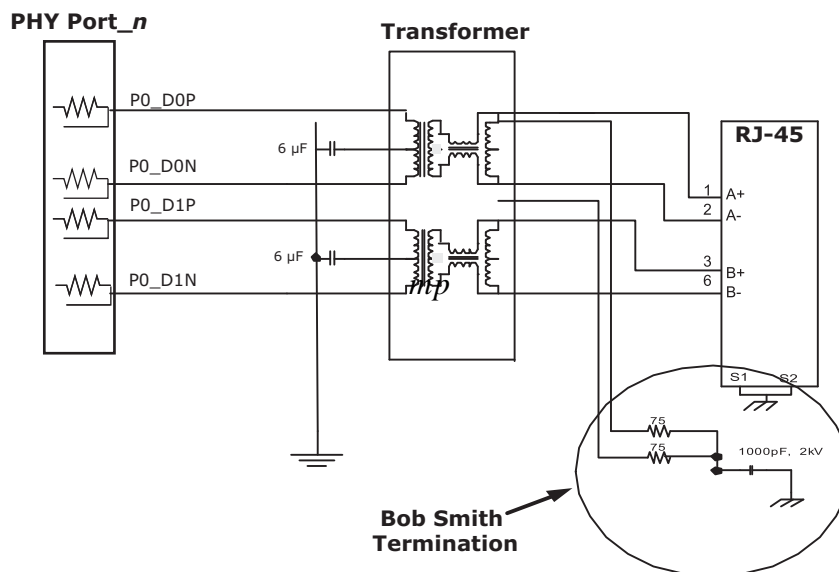 PHY Port_n
Transformer
P0_D0P
6 µF
P0_D0N
P0_D1P
6 µF
P0_D1N
mp
RJ-45
1 A+
2 A-
3 B+
6 B-
S1 S2
75
75
1000pF, 2kV
Bob Smith
Termination